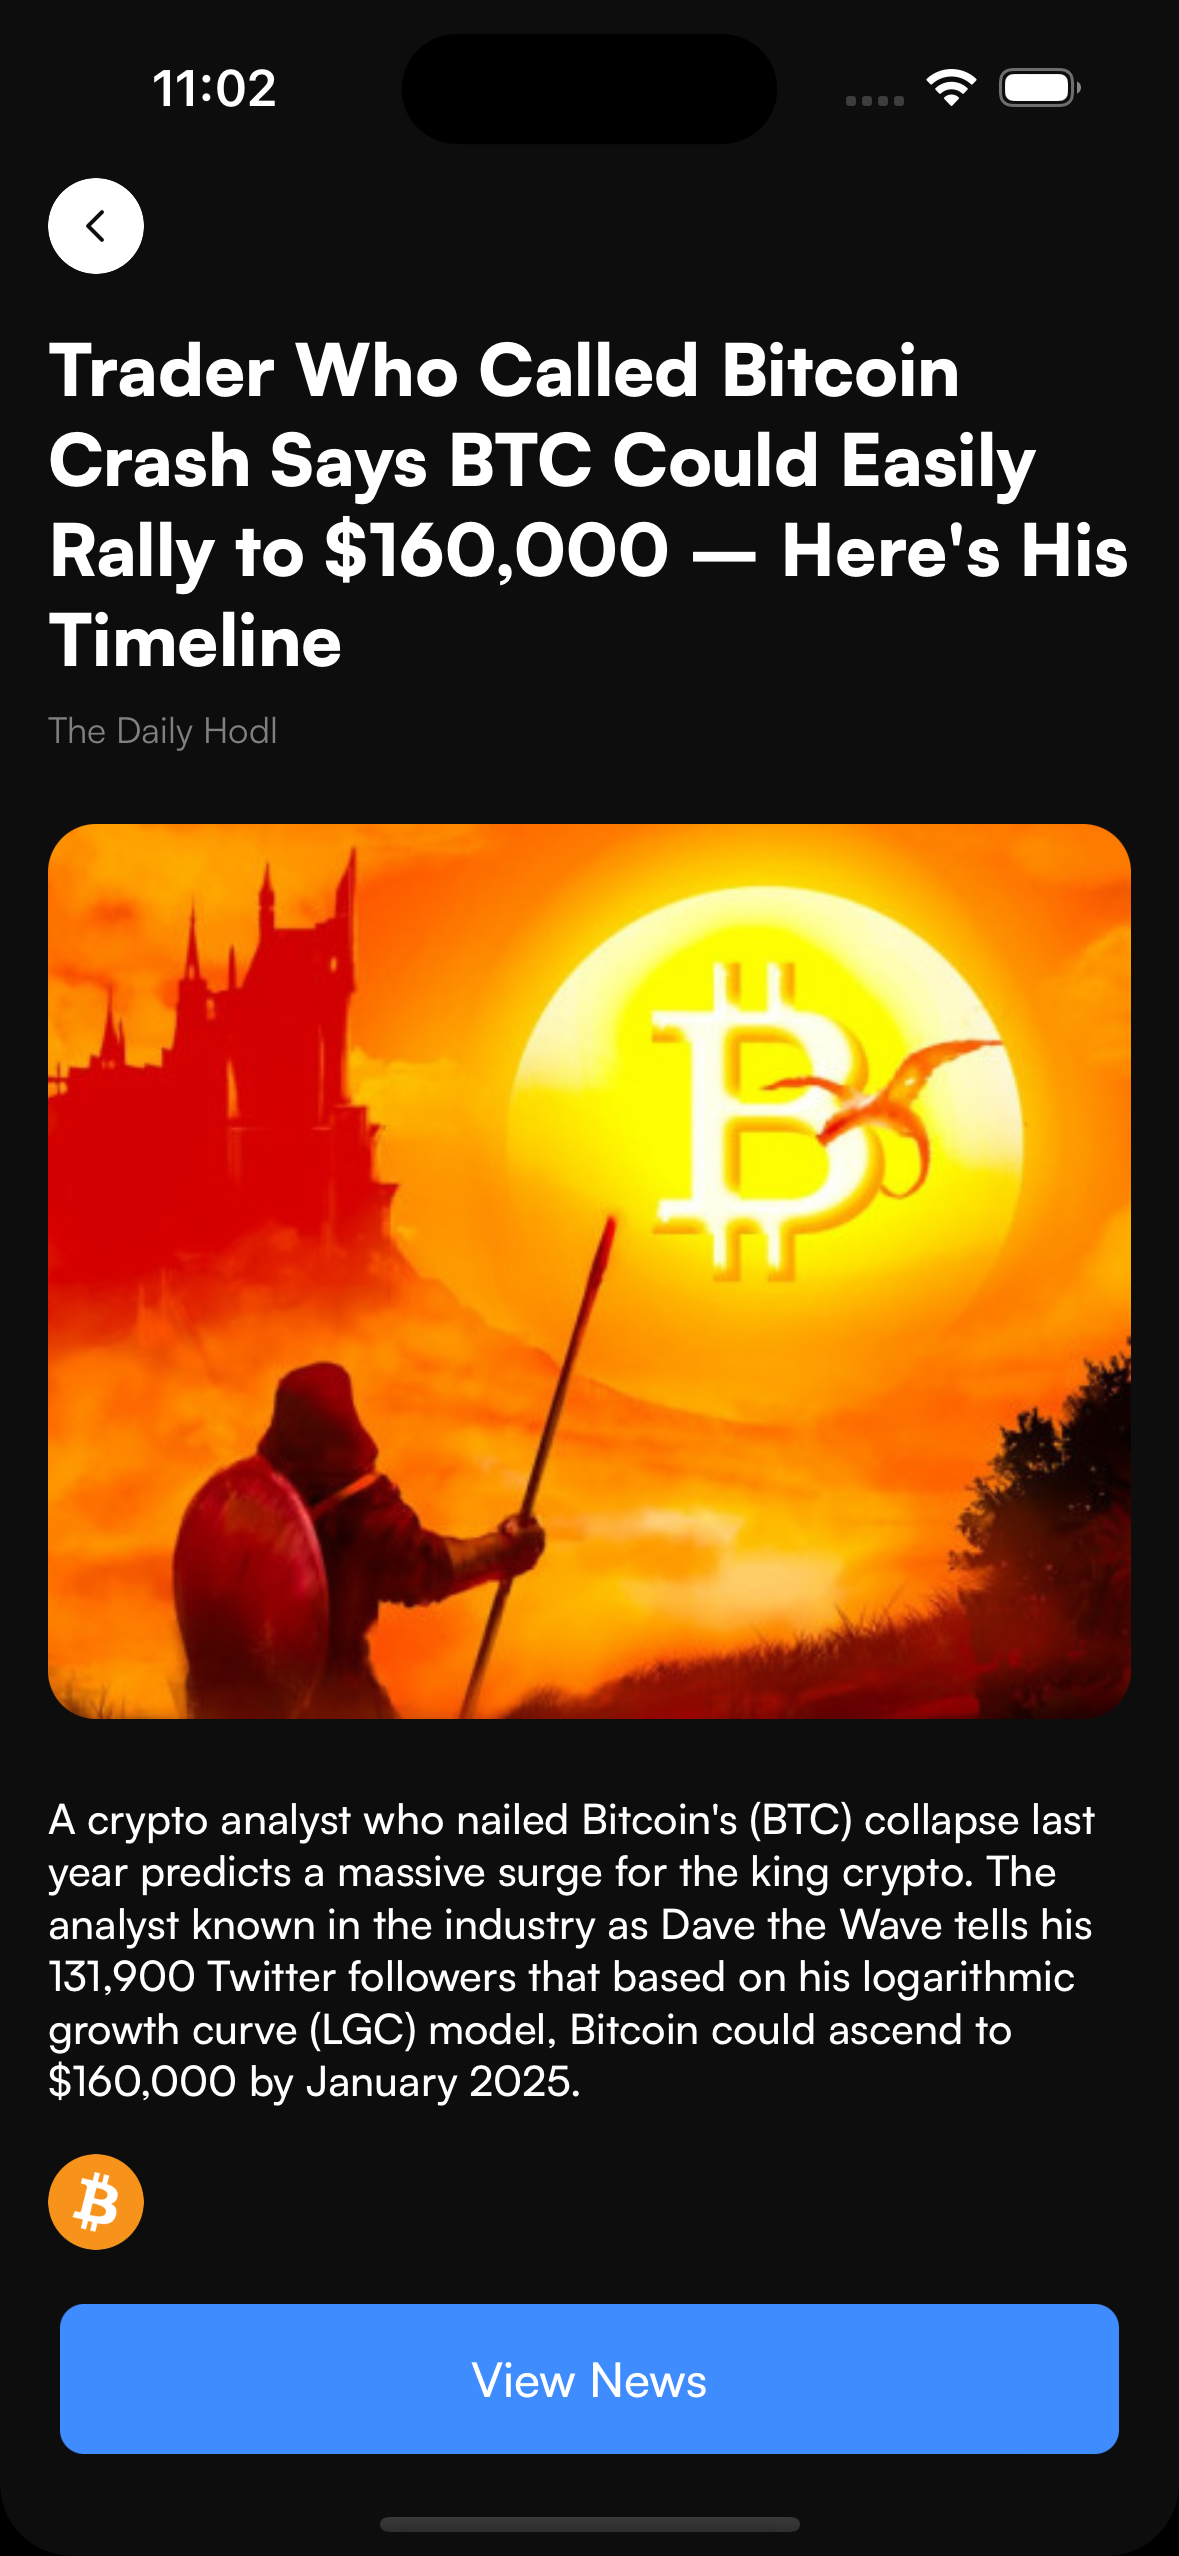 11:02
Trader Who Called Bitcoin
Crash Says BTC Could Easily
Rally to $160,000 — Here's His
Timeline
The Daily Hodl
A crypto analyst who nailed Bitcoin's (BTC) collapse last
year predicts a massive surge for the king crypto. The
analyst known in the industry as Dave the Wave tells his
131,900 Twitter followers that based on his logarithmic
growth curve (LGC) model, Bitcoin could ascend to
$160,000 by January 2025.
View News